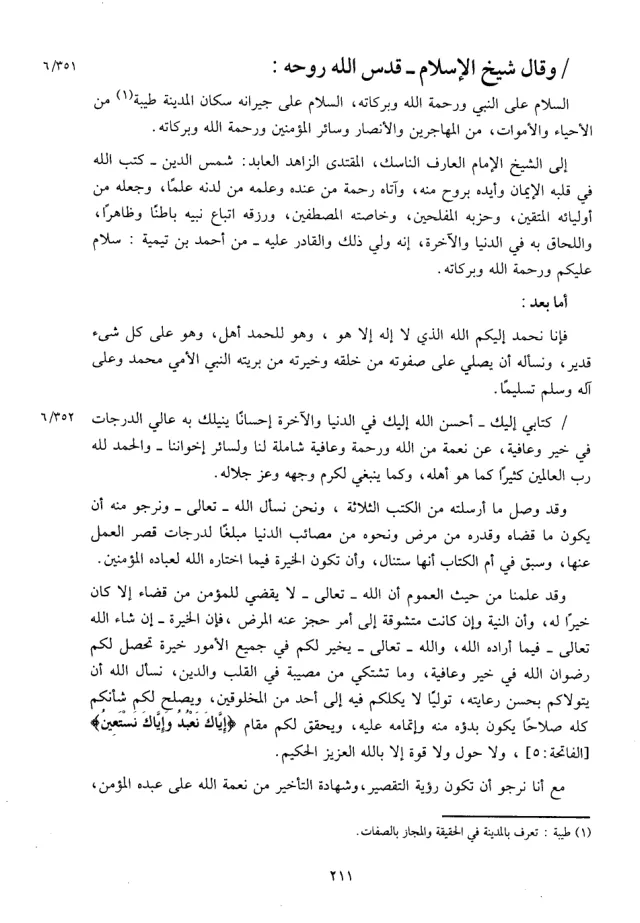 / وقال شيخ الإسلام ـ قدس الله روحه : ٦/٣٥١
السلام على النبي ورحمة الله وبركاته، السلام على جيرانه سكان المدينة طيبة(١) من
الأحياء والأموات، من المهاجرين والأنصار وسائر المؤمنين ورحمة الله وبركاته.
إلى الشيخ الإمام العارف الناسك، المقتدى الزاهد العابد: شمس الدين ـ كتب الله
في قلبه الإيمان وأيده بروح منه، وآتاه رحمة من عنده وعلمه من لدنه علمًا، وجعله من
أوليائه المتقين، وحزبه المفلحين، وخاصته المصطفين، ورزقه اتباع نبيه باطنًا وظاهرًا،
واللحاق به في الدنيا والآخرة، إنه ولي ذلك والقادر عليه ـ من أحمد بن تيمية : سلام
عليكم ورحمة الله وبركاته.
أما بعد :
فإنا نحمد إليكم الله الذي لا إله إلا هو ، وهو للحمد أهل، وهو على كل شىء
قدير، ونسأله أن يصلي على صفوته من خلقه وخيرته من بريته النبي الأمي محمد وعلى
آله وسلم تسليمًا.
/ كتابي إليك ـ أحسن الله إليك في الدنيا والآخرة إحسانًا ينيلك به عالي الدرجات ٦/٣٥٢
في خير وعافية، عن نعمة من الله ورحمة وعافية شاملة لنا ولسائر إخواننا ـ والحمد لله
رب العالمين كثيرًا كما هو أهله، وكما ينبغي لكرم وجهه وعز جلاله.
وقد وصل ما أرسلته من الكتب الثلاثة ، ونحن نسأل الله ـ تعالى ـ ونرجو منه أن
يكون ما قضاه وقدره من مرض ونحوه من مصائب الدنيا مبلغًا لدرجات قصر العمل
عنها، وسبق في أم الكتاب أنها ستنال، وأن تكون الخيرة فيما اختاره الله لعباده المؤمنين.
وقد علمنا من حيث العموم أن الله ـ تعالى ـ لا يقضي للمؤمن من قضاء إلا كان
خيرًا له، وأن النية وإن كانت متشوقة إلى أمر حجز عنه المرض ،فإن الخيرة ـ إن شاء الله
تعالى ـ فيما أراده الله، والله ـ تعالى ـ يخير لكم في جميع الأمور خيرة تحصل لكم
رضوان الله في خير وعافية، وما تشتكي من مصيبة في القلب والدين، نسأل الله أن
يتولاكم بحسن رعايته، توليًا لا يكلكم فيه إلى أحد من المخلوقين، ويصلح لكم شأنكم
كله صلاحًا يكون بدؤه منه وإتمامه عليه، ويحقق لكم مقام ﴿إِيَّاكَ نَعْبُدُ وَإِيَّاكَ نَسْتَعِينُ﴾
[الفاتحة:٥] ، ولا حول ولا قوة إلا بالله العزيز الحكيم.
مع أنا نرجو أن تكون رؤية التقصير،وشهادة التأخير من نعمة الله على عبده المؤمن،
(١) طيبة : تعرف بالمدينة في الحقيقة والمجاز بالصفات.
٢١١